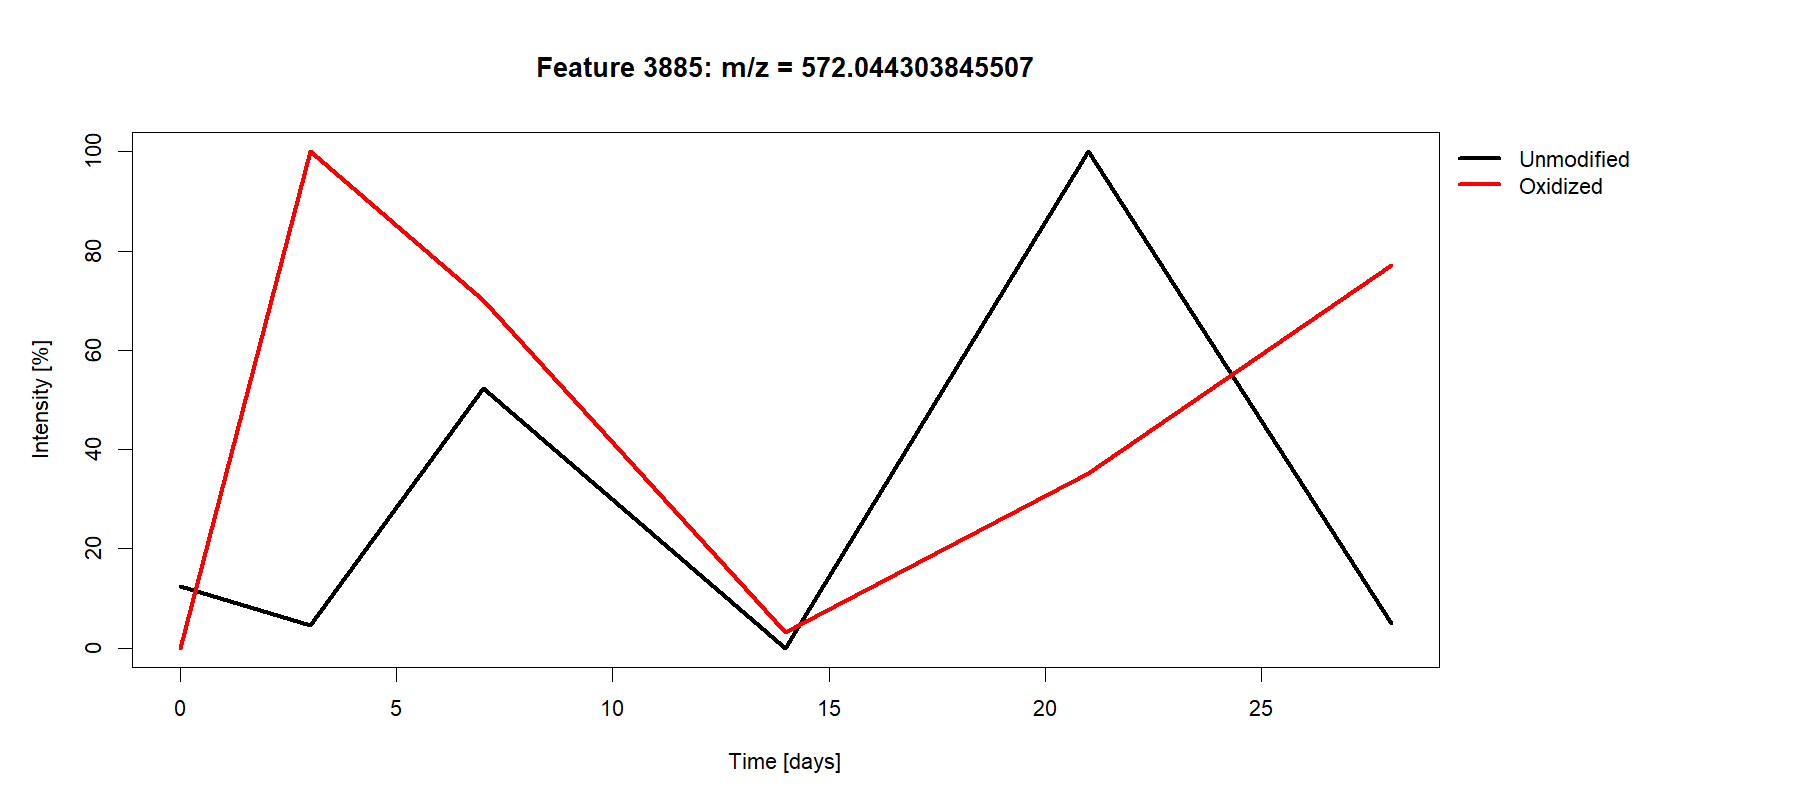 Feature 3885: m/z = 572.044303845507
Unmodified
Oxidized
Intensity [%]
100
80
60
40
20
0
0 5 10 15 20 25
Time [days]